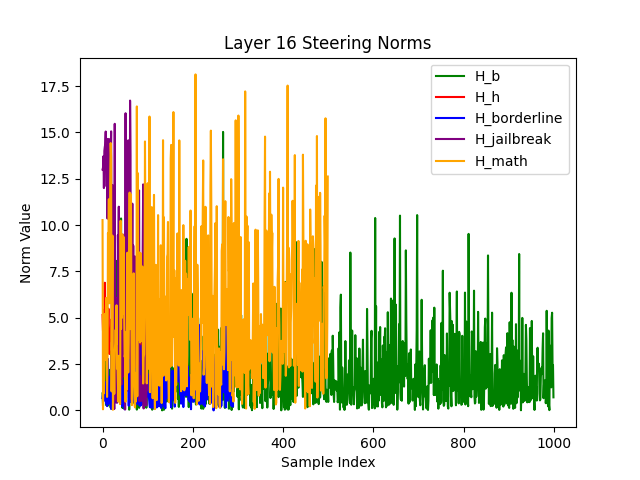 Layer 16 Steering Norms
H_b
H_h
H_borderline
H_jailbreak
H_math
Norm Value
17.5
15.0
12.5
10.0
7.5
5.0
2.5
0.0
0 200 400 600 800 1000
Sample Index